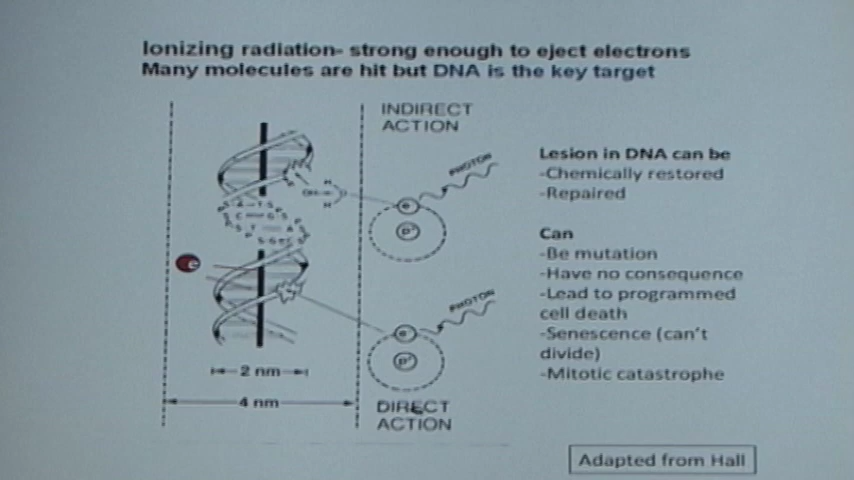 Ionizing radiation- strong enough to eject electrons
Many molecules are hit but DNA is the key target
INDIRECT
ACTION
PHOTON
H
OH
H
e-
p+
e
PHOTON
e-
p+
2 nm
4 nm
DIRECT
ACTION
Lesion in DNA can be
-Chemically restored
-Repaired
Can
-Be mutation
-Have no consequence
-Lead to programmed
cell death
-Senescence (can't
divide)
-Mitotic catastrophe
Adapted from Hall